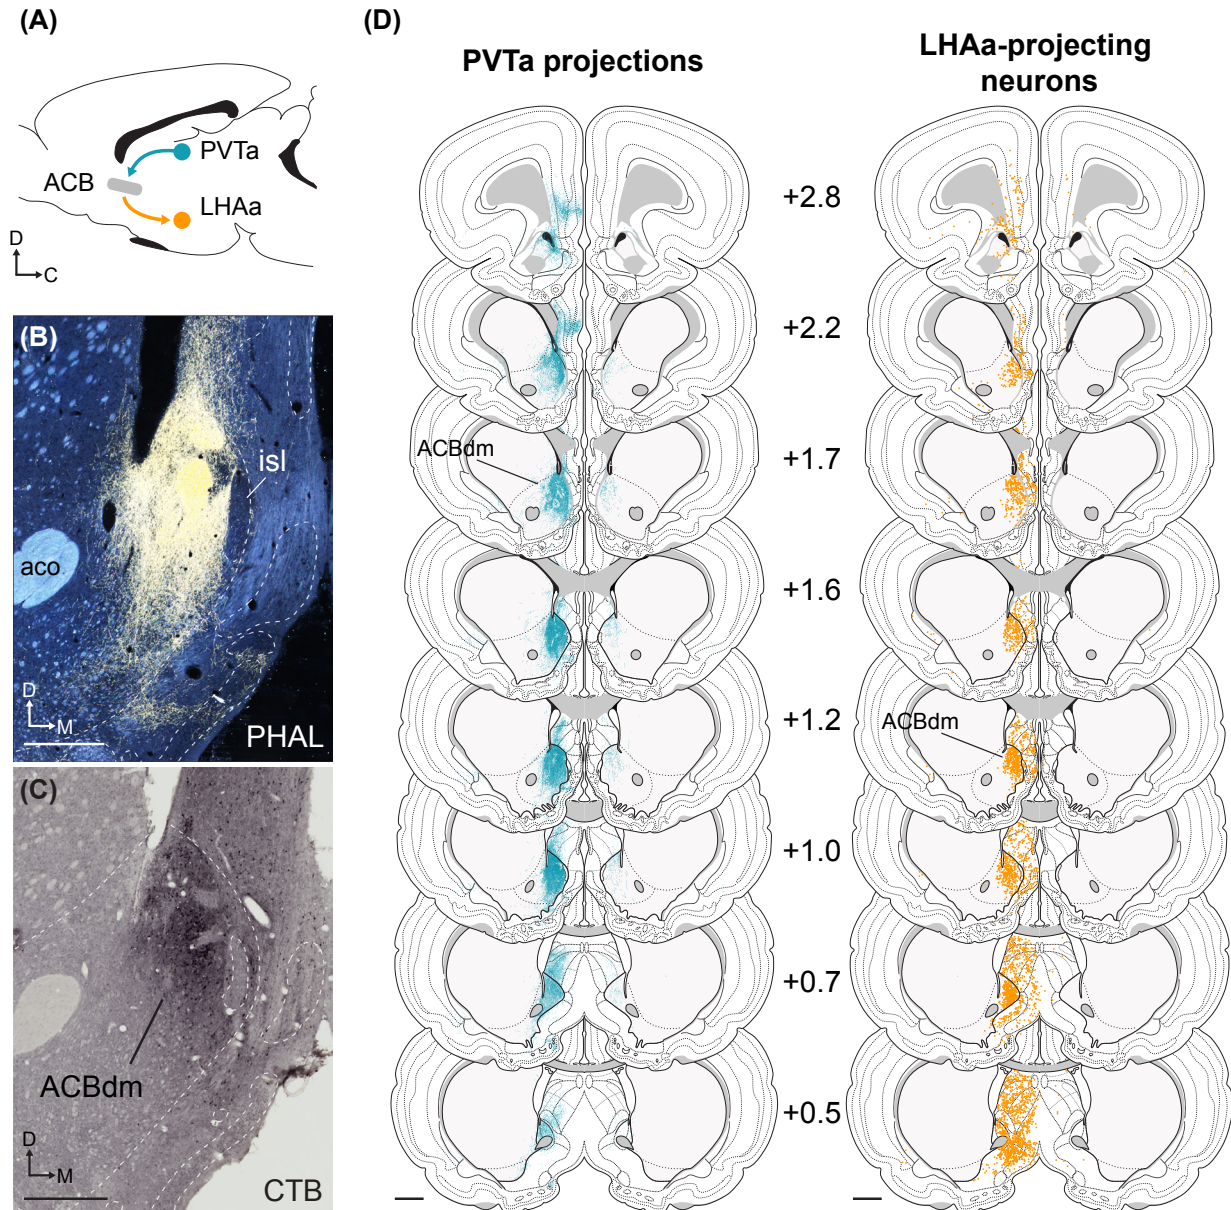 (A)
PVTa
ACB
LHAa
D
C
(B)
isl
aco
D
M
PHAL
(C)
ACBdm
D
M
CTB
(D)
PVTa projections
LHAa-projecting
neurons
+2.8
+2.2
ACBdm
+1.7
+1.6
+1.2
ACBdm
+1.0
+0.7
+0.5